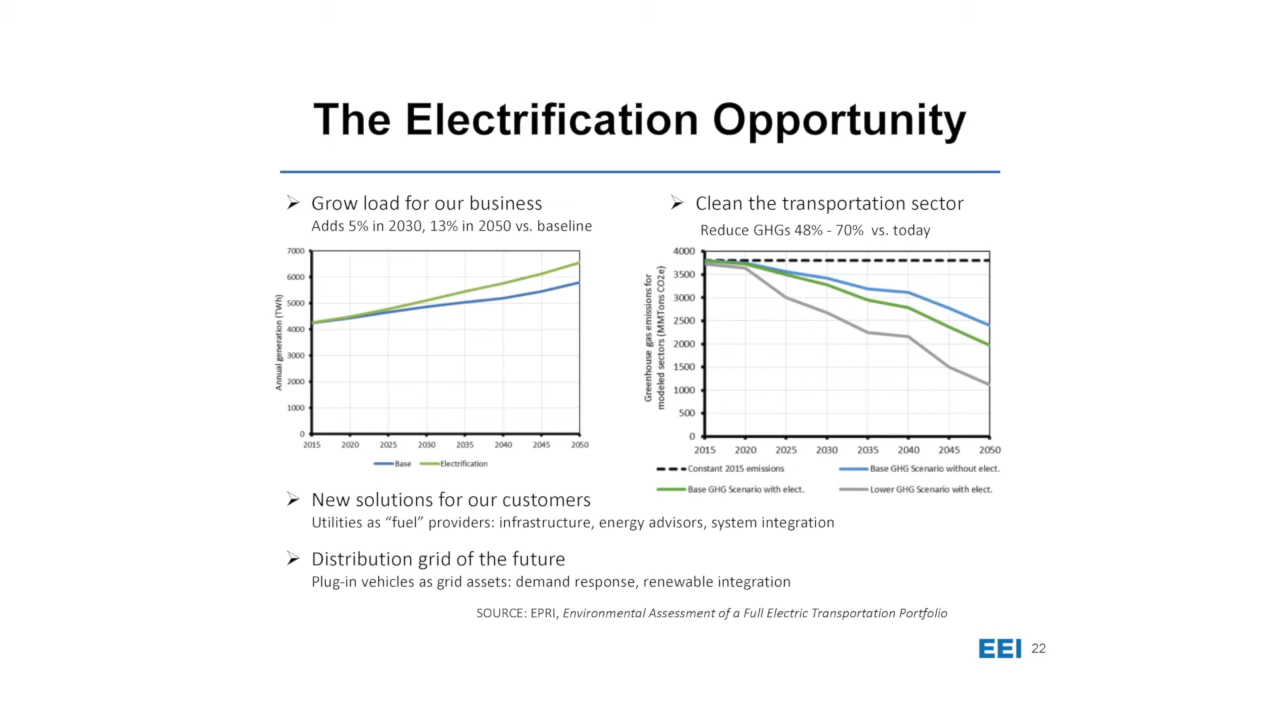 The Electrification Opportunity
➢ Grow load for our business
Adds 5% in 2030, 13% in 2050 vs. baseline
Annual generation (TWh)
7000
6000
5000
4000
3000
2000
1000
0
2015 2020 2025 2030 2035 2040 2045 2050
Base Electrification
➢ Clean the transportation sector
Reduce GHGs 48% - 70% vs. today
Greenhouse gas emissions for
modeled sectors (MMTons CO2e)
4000
3500
3000
2500
2000
1500
1000
500
0
2015 2020 2025 2030 2035 2040 2045 2050
Constant 2015 emissions Base GHG Scenario without elect.
Base GHG Scenario with elect. Lower GHG Scenario with elect.
➢ New solutions for our customers
Utilities as “fuel” providers: infrastructure, energy advisors, system integration
➢ Distribution grid of the future
Plug-in vehicles as grid assets: demand response, renewable integration
SOURCE: EPRI, Environmental Assessment of a Full Electric Transportation Portfolio
EEI 22